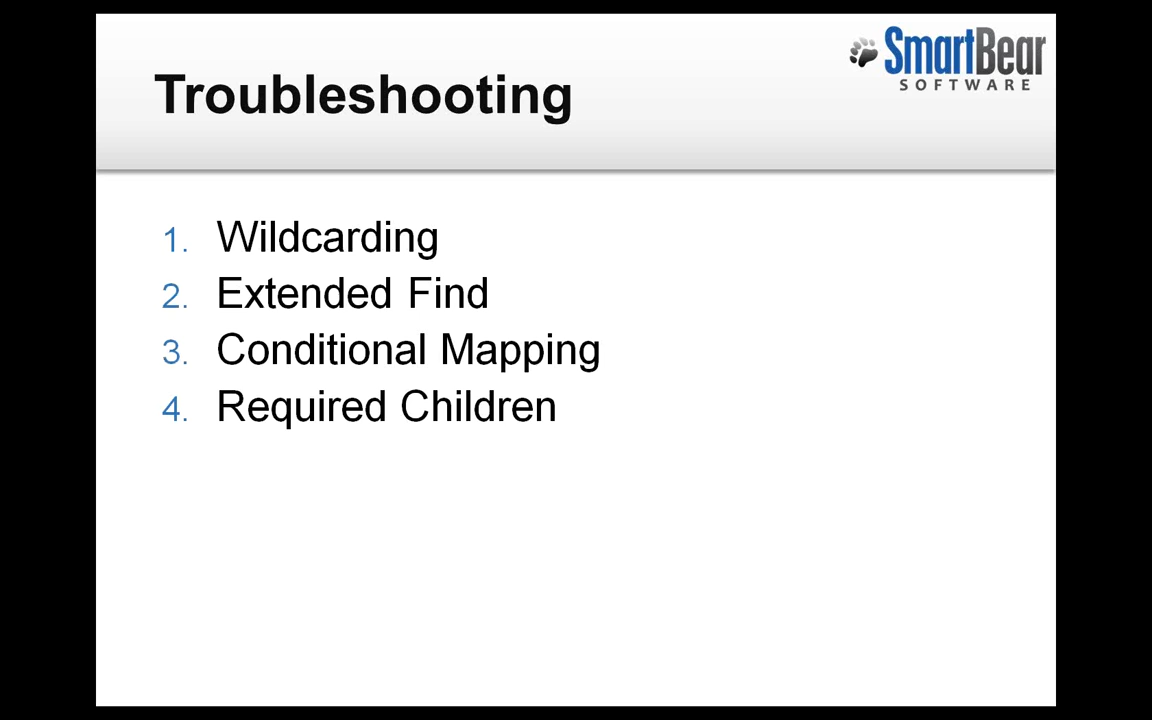 SmartBear
SOFTWARE
Troubleshooting
1. Wildcarding
2. Extended Find
3. Conditional Mapping
4. Required Children